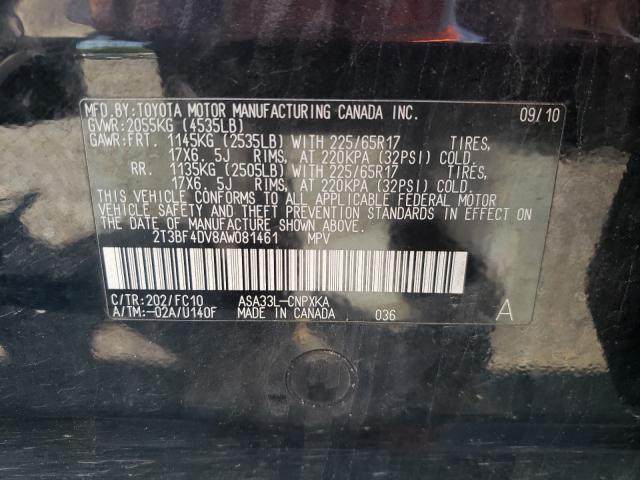 MFD.BY:TOYOTA MOTOR MANUFACTURING CANADA INC. 09/10
GVWR:2055KG (4535LB)
GAWR:FRT. 1145KG (2535LB) WITH 225/65R17 TIRES,
17X6. 5J RIMS, AT 220KPA (32PSI) COLD.
RR. 1135KG (2505LB) WITH 225/65R17 TIRES,
17X6. 5J RIMS, AT 220KPA (32PSI) COLD.
THIS VEHICLE CONFORMS TO ALL APPLICABLE FEDERAL MOTOR
VEHICLE SAFETY AND THEFT PREVENTION STANDARDS IN EFFECT ON
THE DATE OF MANUFACTURE SHOWN ABOVE.
2T3BF4DV8AW081461 MPV
C/TR:202/FC10 ASA33L-CNPXKA
A/TM:-02A/U140F MADE IN CANADA 036 A